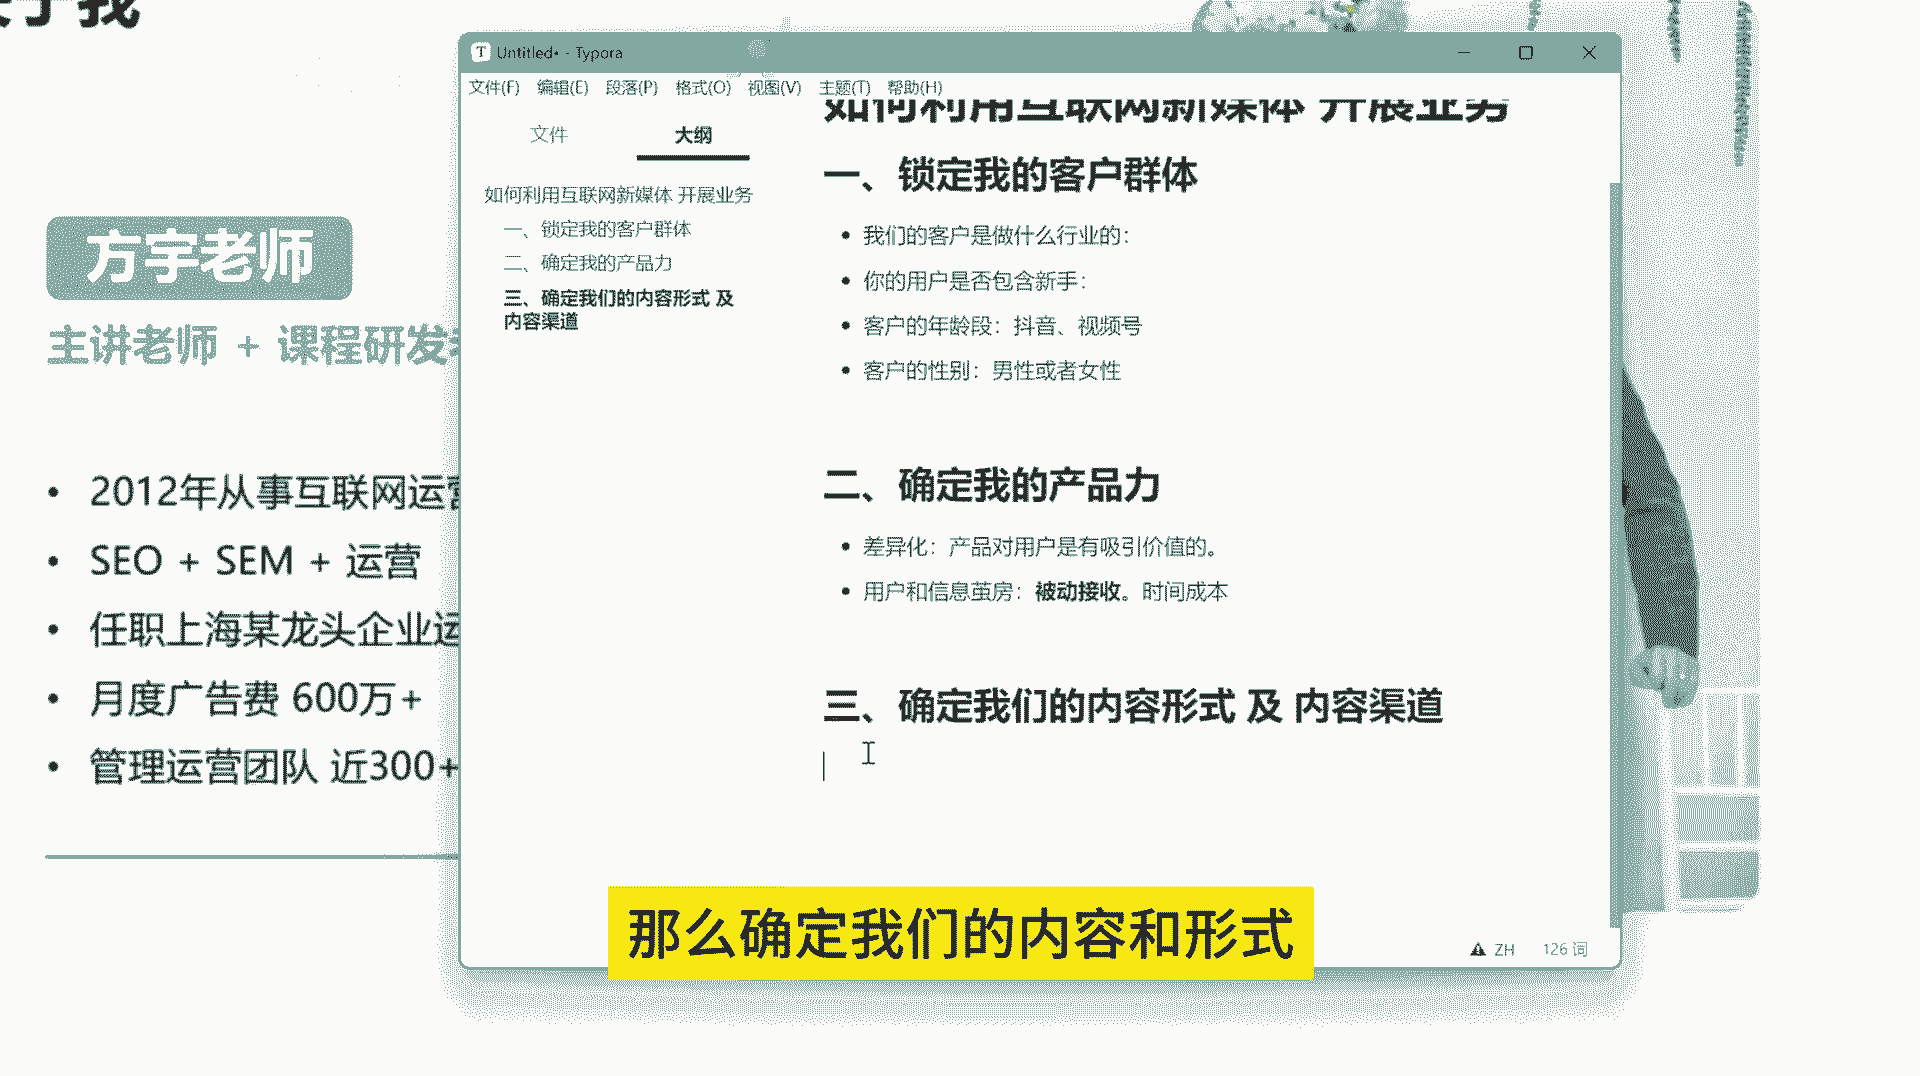 于我
方宇老师
主讲老师 + 课程研发
2012年从事互联网运营
SEO + SEM + 运营
任职上海某龙头企业运
月度广告费 600万+
管理运营团队 近300+
Untitled• - Typora
文件(F) 编辑(E) 段落(P) 格式(O) 视图(V) 主题(T) 帮助(H)
文件 大纲
如何利用互联网新媒体 开展业务
一、锁定我的客户群体
二、确定我的产品力
三、确定我们的内容形式 及
内容渠道
如何利用互联网新媒体 开展业务
一、锁定我的客户群体
我们的客户是做什么行业的：
你的用户是否包含新手：
客户的年龄段：抖音、视频号
客户的性别：男性或者女性
二、确定我的产品力
差异化：产品对用户是有吸引价值的。
用户和信息茧房：被动接收。时间成本
三、确定我们的内容形式 及 内容渠道
ZH 126 词
那么确定我们的内容和形式